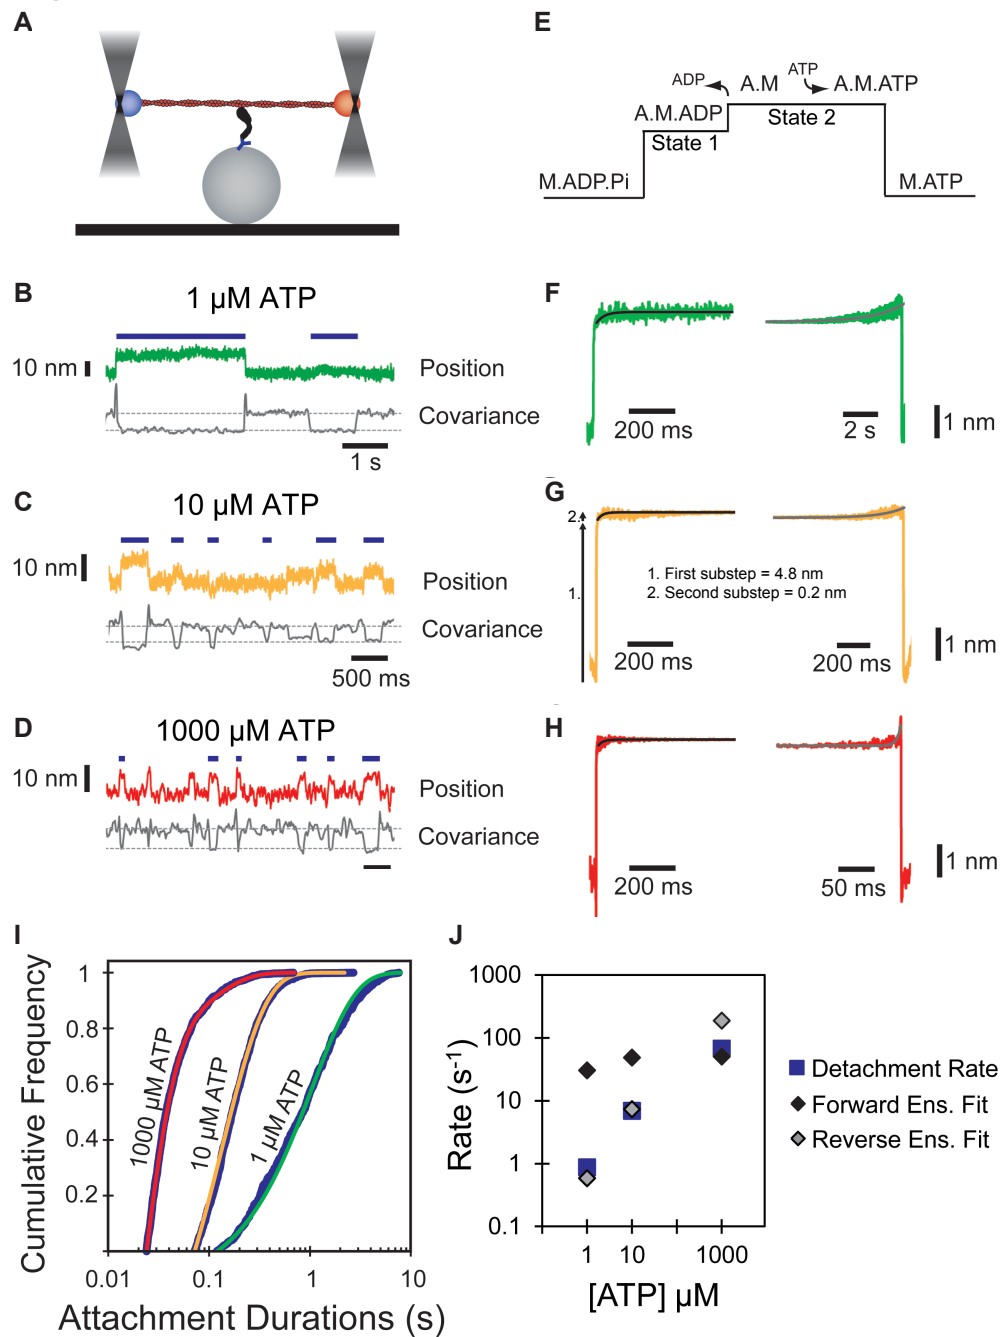 A
E
ADP
A.M
ATP
A.M.ATP
A.M.ADP
State 1
State 2
M.ADP.Pi
M.ATP
B
1 µM ATP
10 nm
Position
Covariance
1 s
C
10 µM ATP
10 nm
Position
Covariance
500 ms
D
1000 µM ATP
10 nm
Position
Covariance
F
200 ms
2 s
1 nm
G
2.
1.
1. First substep = 4.8 nm
2. Second substep = 0.2 nm
200 ms
200 ms
1 nm
H
200 ms
50 ms
1 nm
I
Cumulative Frequency
1
0.8
0.6
0.4
0.2
1000 µM ATP
10 µM ATP
1 µM ATP
0.01
0.1
1
10
Attachment Durations (s)
J
Rate (s-1)
1000
100
10
1
0.1
1
10
1000
[ATP] µM
Detachment Rate
Forward Ens. Fit
Reverse Ens. Fit